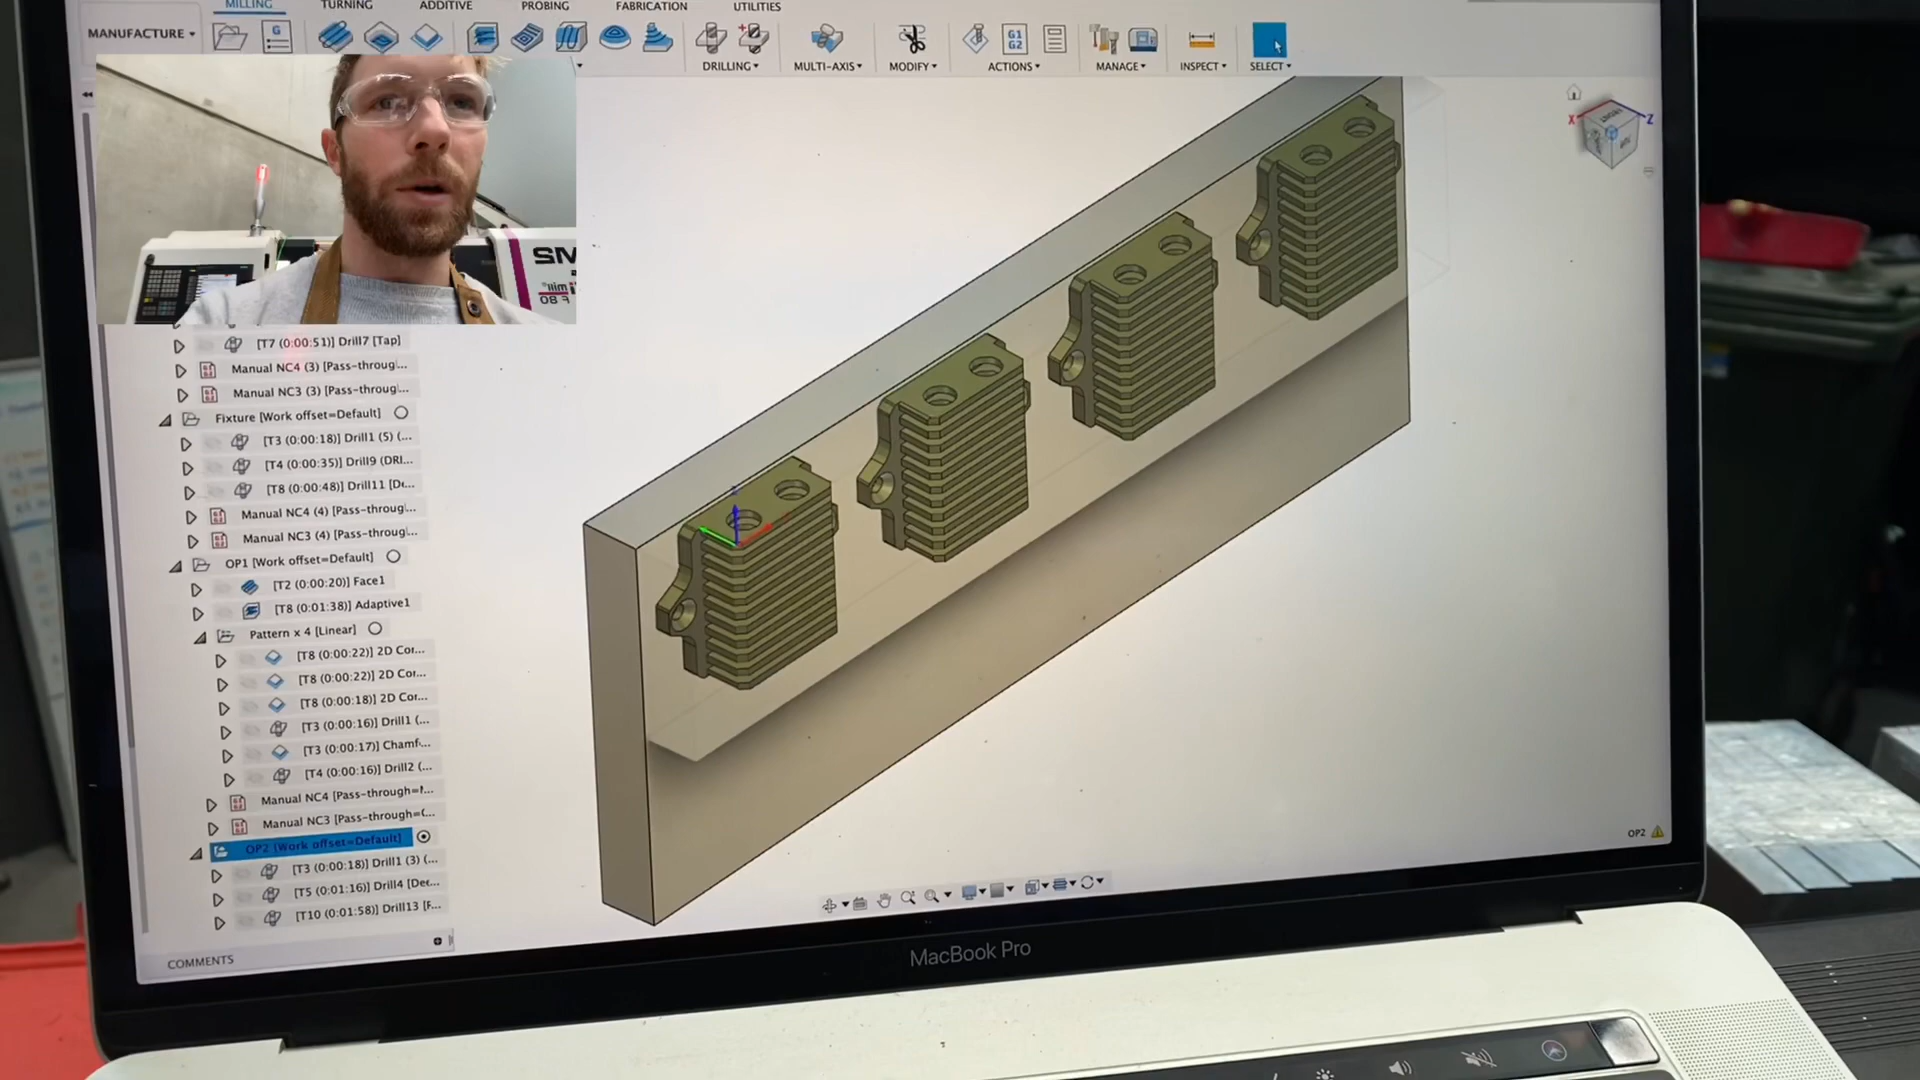 MILLING TURNING ADDITIVE PROBING FABRICATION UTILITIES
MANUFACTURE
G
G1
G2
DRILLING MULTI-AXIS MODIFY ACTIONS MANAGE INSPECT SELECT
X
Z
FRONT
SM
mill
F 80
[T7 (0:00:51)] Drill7 [Tap]
Manual NC4 (3) [Pass-throug...
Manual NC3 (3) [Pass-throug...
Fixture [Work offset=Default]
[T3 (0:00:18)] Drill1 (5) (...
[T4 (0:00:35)] Drill9 (DRI...
[T8 (0:00:48)] Drill11 [De...
Manual NC4 (4) [Pass-throug...
Manual NC3 (4) [Pass-throug...
OP1 [Work offset=Default]
[T2 (0:00:20)] Face1
[T8 (0:01:38)] Adaptive1
Pattern x 4 [Linear]
[T8 (0:00:22)] 2D Con...
[T8 (0:00:22)] 2D Con...
[T8 (0:00:18)] 2D Con...
[T3 (0:00:16)] Drill1 (...
[T3 (0:00:17)] Chamf...
[T4 (0:00:16)] Drill2 (...
Manual NC4 [Pass-through=...
Manual NC3 [Pass-through=(...
OP2 [Work offset=Default]
[T3 (0:00:18)] Drill1 (3) (...
[T5 (0:01:16)] Drill4 [Dee...
[T10 (0:01:58)] Drill13 [F...
COMMENTS
OP2
MacBook Pro